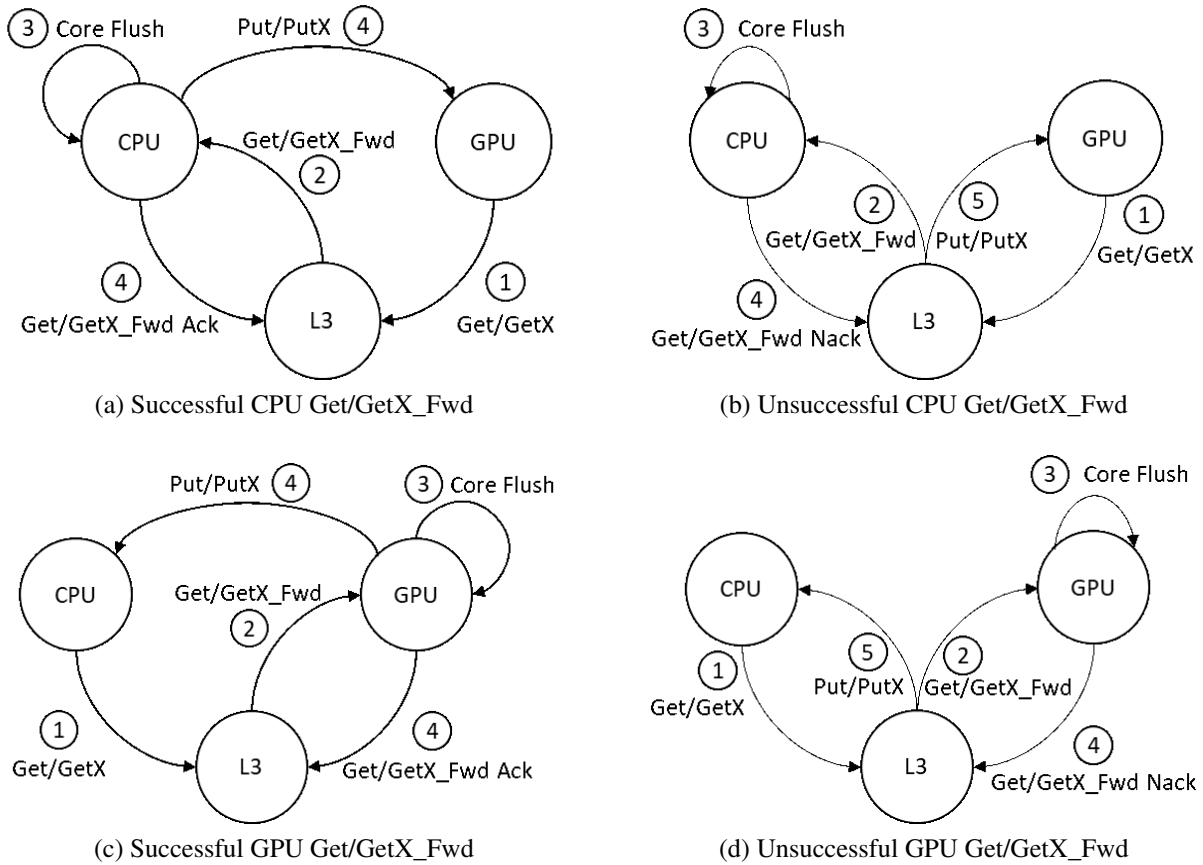 3 Core Flush
Put/PutX 4
CPU
Get/GetX_Fwd
2
GPU
4
Get/GetX_Fwd Ack
L3
1
Get/GetX
(a) Successful CPU Get/GetX_Fwd
3 Core Flush
CPU
GPU
2
Get/GetX_Fwd
5
Put/PutX
1
Get/GetX
4
Get/GetX_Fwd Nack
L3
(b) Unsuccessful CPU Get/GetX_Fwd
Put/PutX 4
3 Core Flush
CPU
Get/GetX_Fwd
2
GPU
1
Get/GetX
L3
4
Get/GetX_Fwd Ack
(c) Successful GPU Get/GetX_Fwd
3 Core Flush
CPU
GPU
1
Get/GetX
5
Put/PutX
2
Get/GetX_Fwd
L3
4
Get/GetX_Fwd Nack
(d) Unsuccessful GPU Get/GetX_Fwd